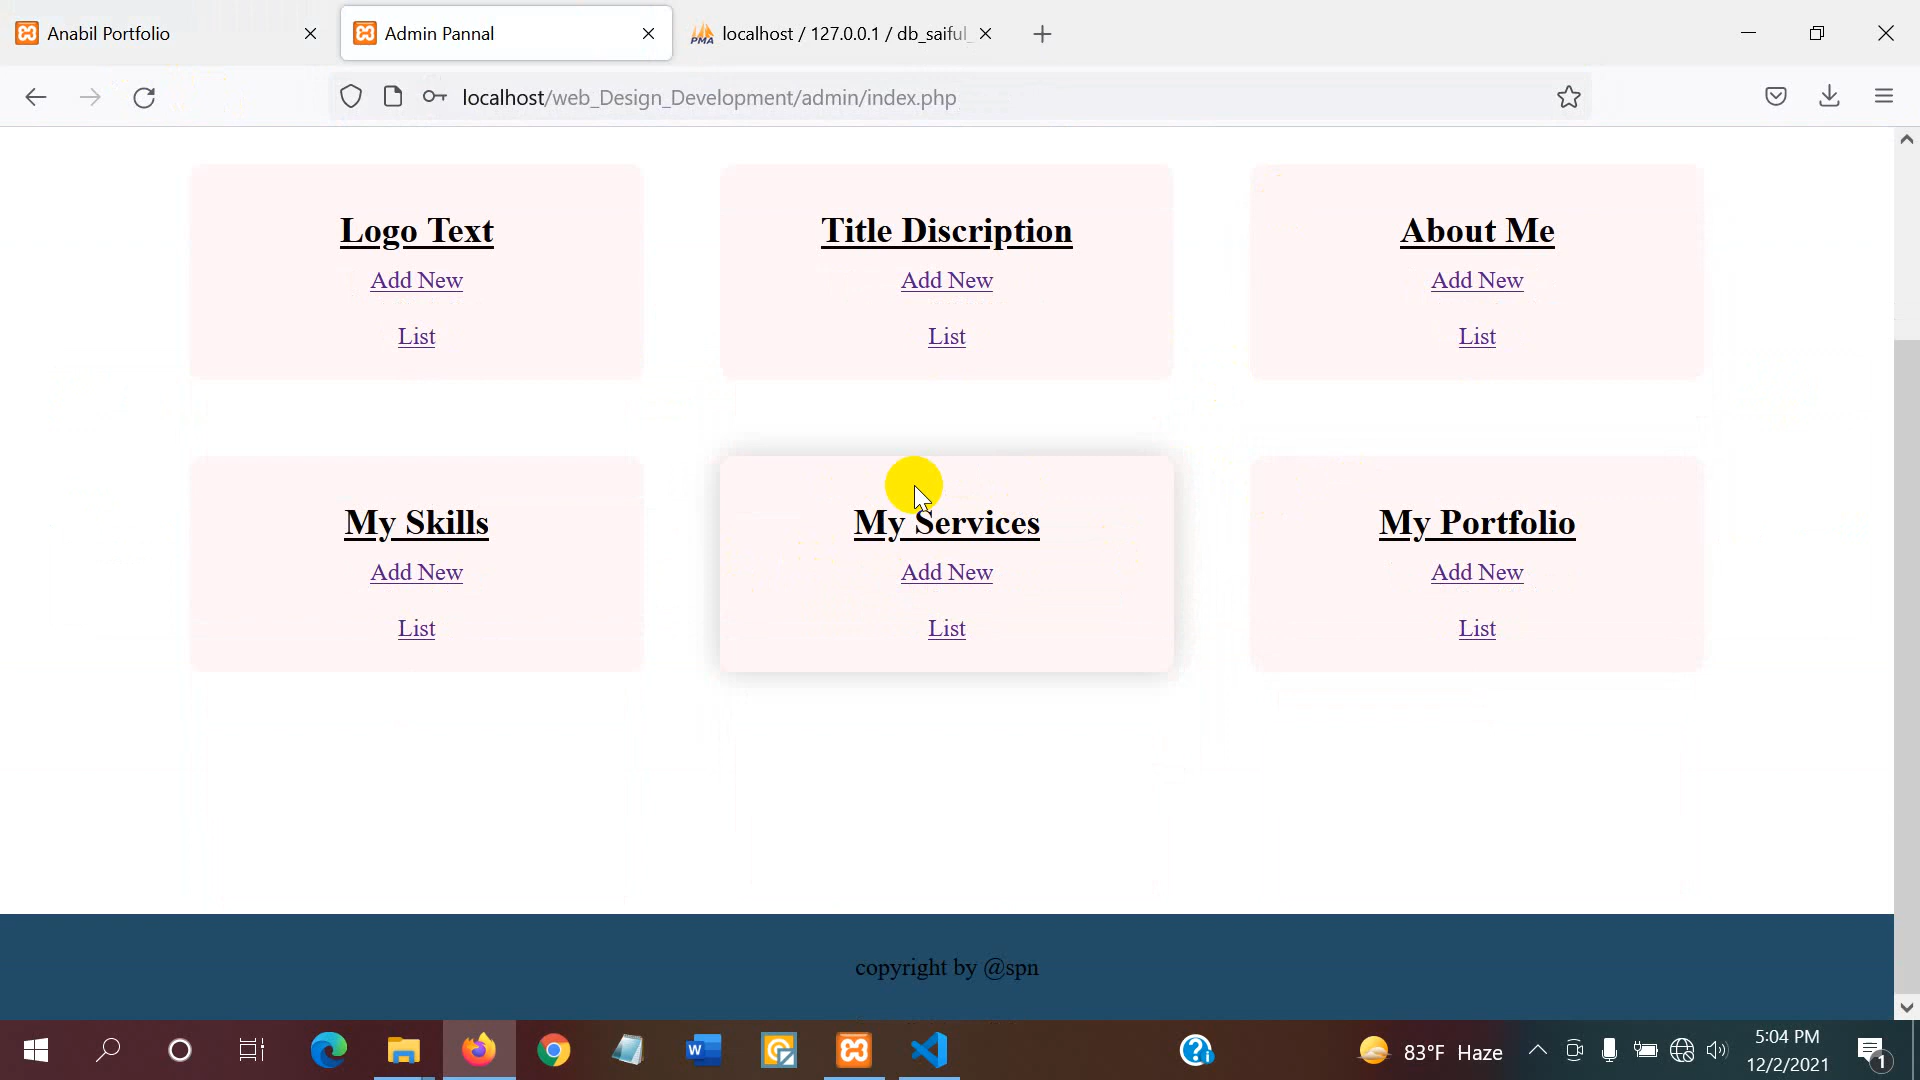 Anabil Portfolio
Admin Pannal
localhost / 127.0.0.1 / db_saiful_
localhost/web_Design_Development/admin/index.php
Logo Text
Add New
List
Title Discription
Add New
List
About Me
Add New
List
My Skills
Add New
List
My Services
Add New
List
My Portfolio
Add New
List
copyright by @spn
83°F Haze
5:04 PM
12/2/2021
1